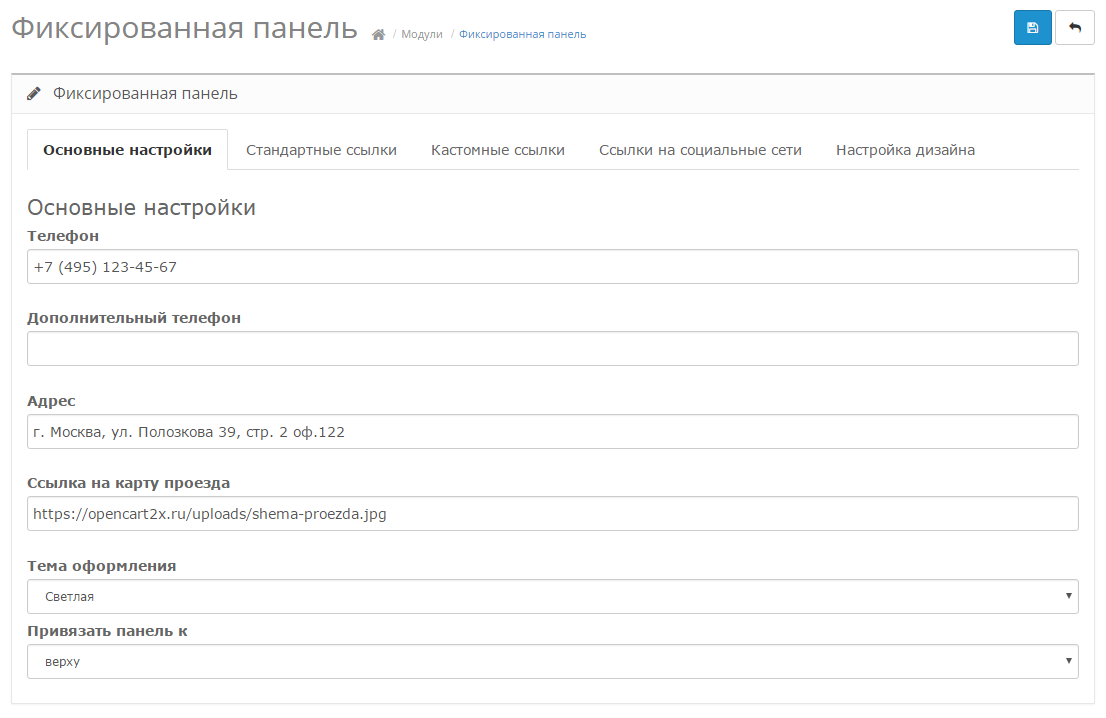 Фиксированная панель / Модули / Фиксированная панель
Фиксированная панель
Основные настройки Стандартные ссылки Кастомные ссылки Ссылки на социальные сети Настройка дизайна
Основные настройки
Телефон
+7 (495) 123-45-67
Дополнительный телефон
Адрес
г. Москва, ул. Полозкова 39, стр. 2 оф.122
Ссылка на карту проезда
https://opencart2x.ru/uploads/shema-proezda.jpg
Тема оформления
Светлая
Привязать панель к
верху